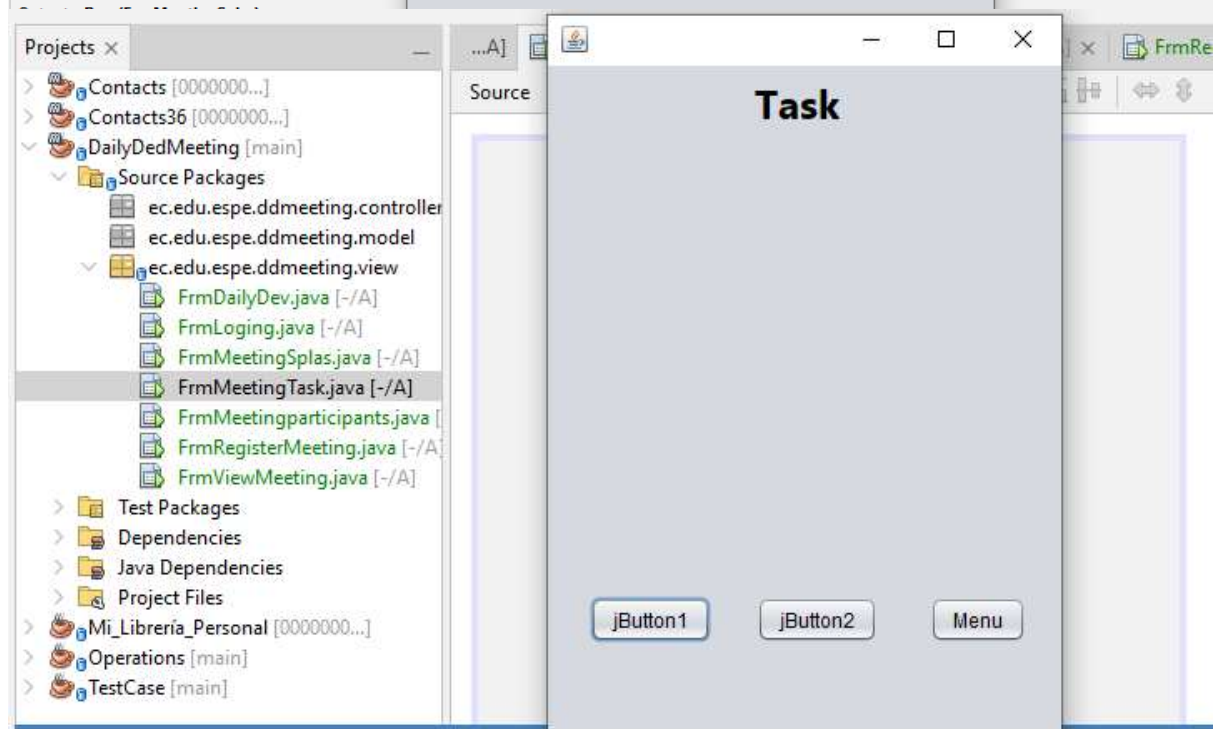 Projects
...A]
FrmRe
Source
Contacts [0000000...]
Contacts36 [0000000...]
DailyDedMeeting [main]
Source Packages
ec.edu.espe.ddmeeting.controller
ec.edu.espe.ddmeeting.model
ec.edu.espe.ddmeeting.view
FrmDailyDev.java [-/A]
FrmLoging.java [-/A]
FrmMeetingSplas.java [-/A]
FrmMeetingTask.java [-/A]
FrmMeetingparticipants.java [
FrmRegisterMeeting.java [-/A]
FrmViewMeeting.java [-/A]
Test Packages
Dependencies
Java Dependencies
Project Files
Mi_Librería_Personal [0000000...]
Operations [main]
TestCase [main]
Task
jButton1
jButton2
Menu